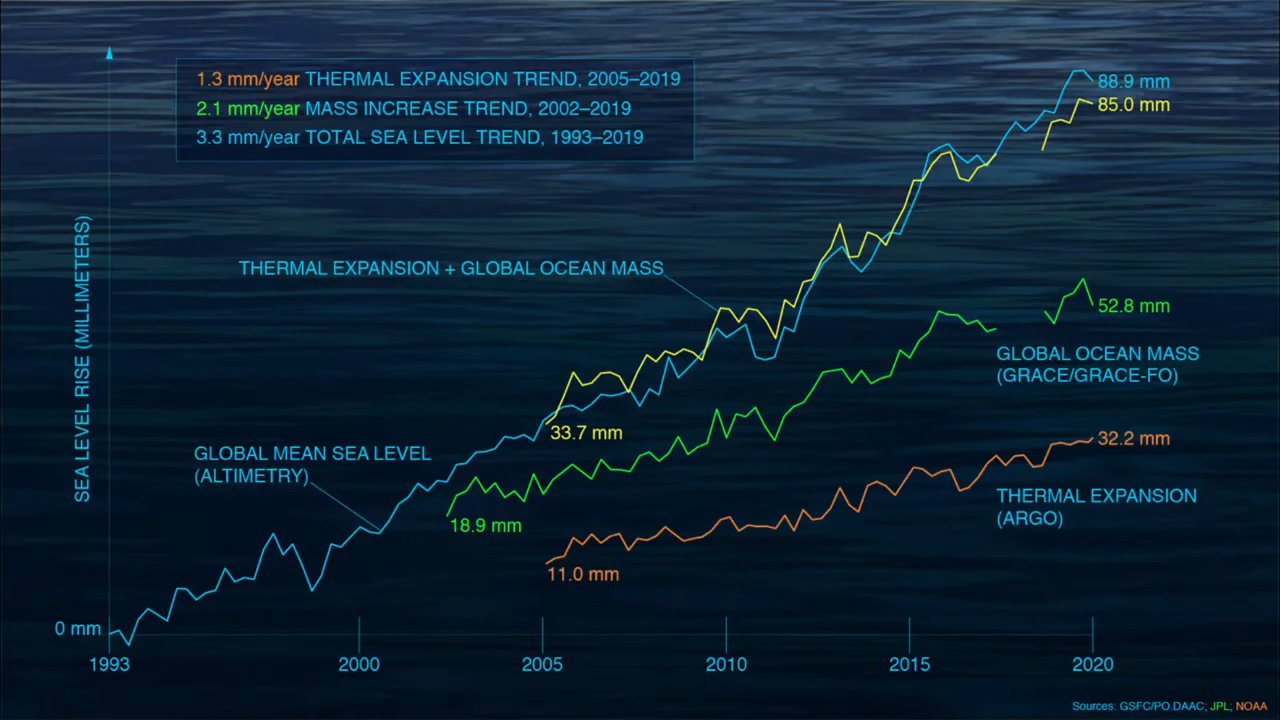 1.3 mm/year THERMAL EXPANSION TREND, 2005–2019
2.1 mm/year MASS INCREASE TREND, 2002–2019
3.3 mm/year TOTAL SEA LEVEL TREND, 1993–2019
88.9 mm
85.0 mm
SEA LEVEL RISE (MILLIMETERS)
THERMAL EXPANSION + GLOBAL OCEAN MASS
52.8 mm
GLOBAL OCEAN MASS
(GRACE/GRACE-FO)
33.7 mm
32.2 mm
GLOBAL MEAN SEA LEVEL
(ALTIMETRY)
THERMAL EXPANSION
(ARGO)
18.9 mm
11.0 mm
0 mm
1993 2000 2005 2010 2015 2020
Sources: GSFC/PO.DAAC; JPL; NOAA